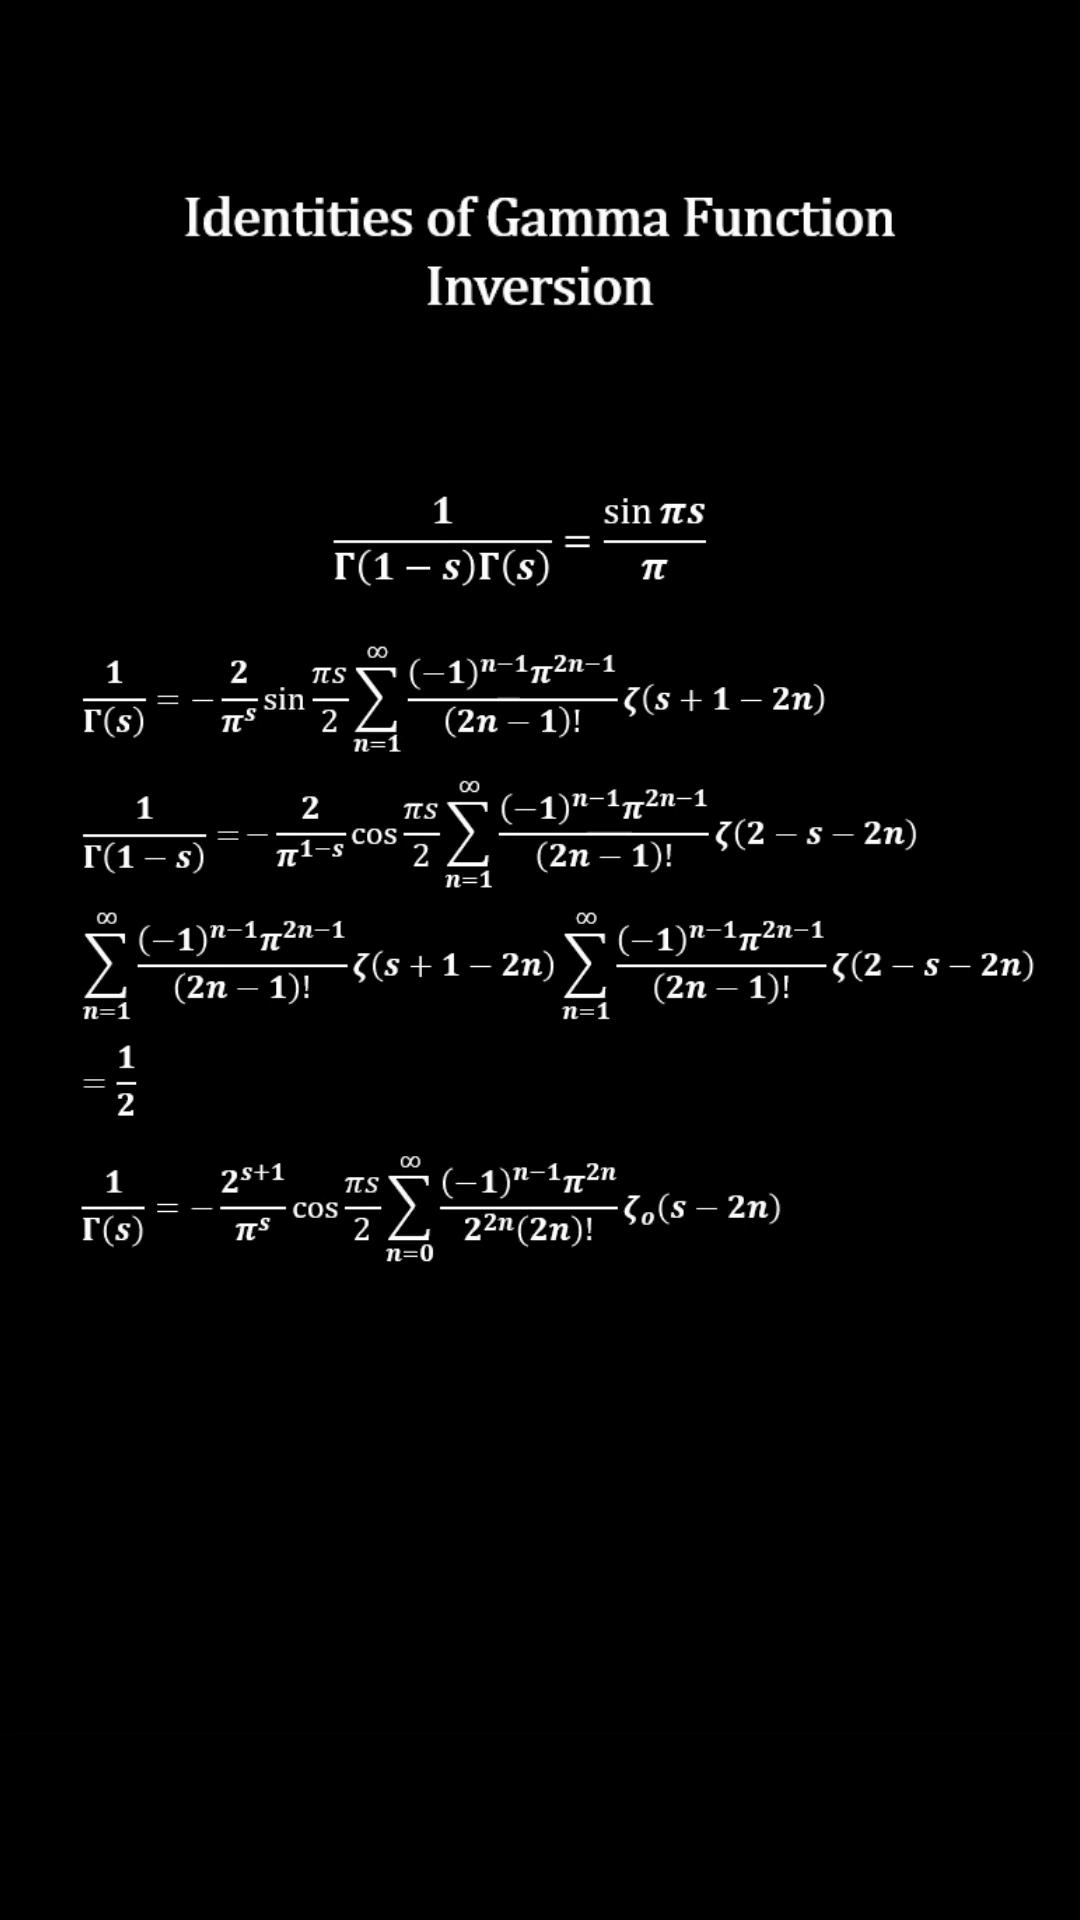 Identities of Gamma Function
Inversion
1/(Γ(1 − s)Γ(s)) = (sin πs)/π
1/Γ(s) = − 2/π^s sin πs/2 ∑_{n=1}^{∞} ((−1)^{n−1}π^{2n−1})/((2n − 1)!) ζ(s + 1 − 2n)
1/Γ(1 − s) = − 2/π^{1−s} cos πs/2 ∑_{n=1}^{∞} ((−1)^{n−1}π^{2n−1})/((2n − 1)!) ζ(2 − s − 2n)
∑_{n=1}^{∞} ((−1)^{n−1}π^{2n−1})/((2n − 1)!) ζ(s + 1 − 2n) ∑_{n=1}^{∞} ((−1)^{n−1}π^{2n−1})/((2n − 1)!) ζ(2 − s − 2n)
= 1/2
1/Γ(s) = − 2^{s+1}/π^s cos πs/2 ∑_{n=0}^{∞} ((−1)^{n−1}π^{2n})/(2^{2n}(2n)!) ζ_o(s − 2n)